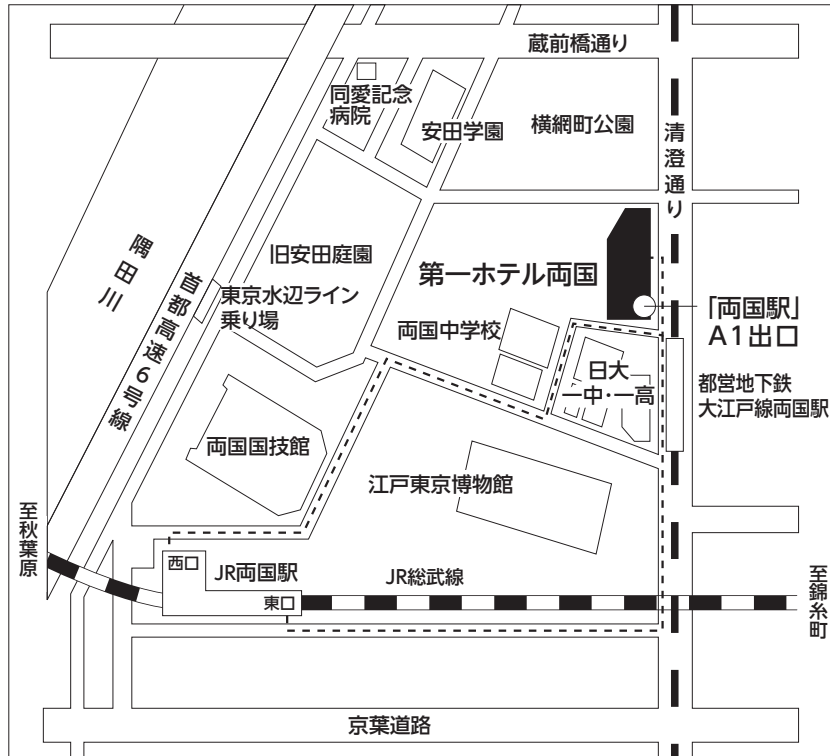 蔵前橋通り
同愛記念
病院
安田学園
横網町公園
清澄通り
隅田川
首都高速6号線
旧安田庭園
東京水辺ライン
乗り場
第一ホテル両国
「両国駅」
A1出口
両国中学校
日大
一中・一高
都営地下鉄
大江戸線両国駅
両国国技館
江戸東京博物館
至秋葉原
西口
JR両国駅
東口
JR総武線
至錦糸町
京葉道路